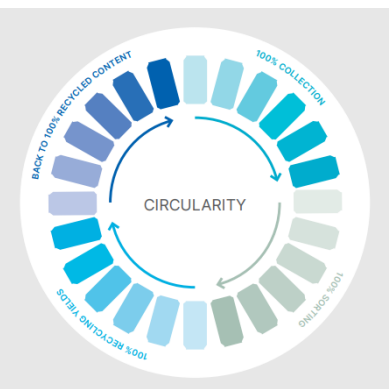 100% COLLECTION
100% SORTING
100% RECYCLING YIELDS
BACK TO 100% RECYCLED CONTENT
CIRCULARITY